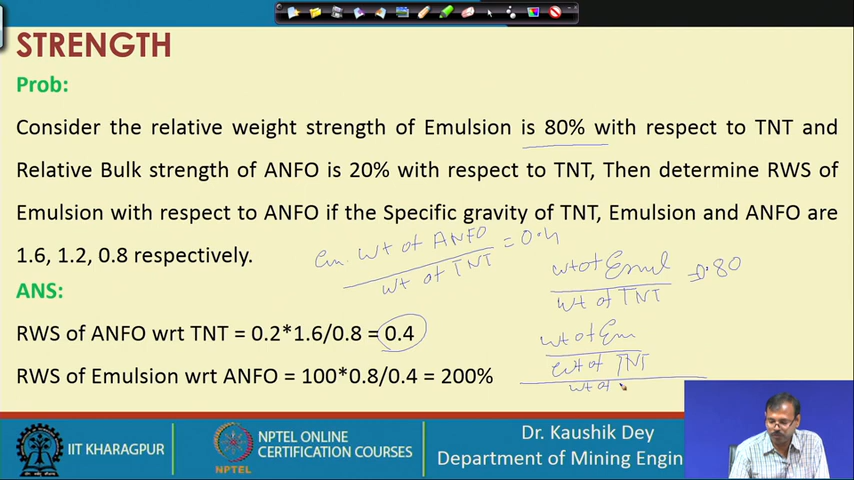 STRENGTH
Prob:
Consider the relative weight strength of Emulsion is 80% with respect to TNT and
Relative Bulk strength of ANFO is 20% with respect to TNT, Then determine RWS of
Emulsion with respect to ANFO if the Specific gravity of TNT, Emulsion and ANFO are
1.6, 1.2, 0.8 respectively.
Wt of ANFO
wt of TNT
= 0.4
wt of Emul
wt of TNT
0.80
ANS:
RWS of ANFO wrt TNT = 0.2*1.6/0.8 = 0.4
wt of Em
wt of TNT
wt of
RWS of Emulsion wrt ANFO = 100*0.8/0.4 = 200%
IIT KHARAGPUR
NPTEL
NPTEL ONLINE
CERTIFICATION COURSES
Dr. Kaushik Dey
Department of Mining Engin